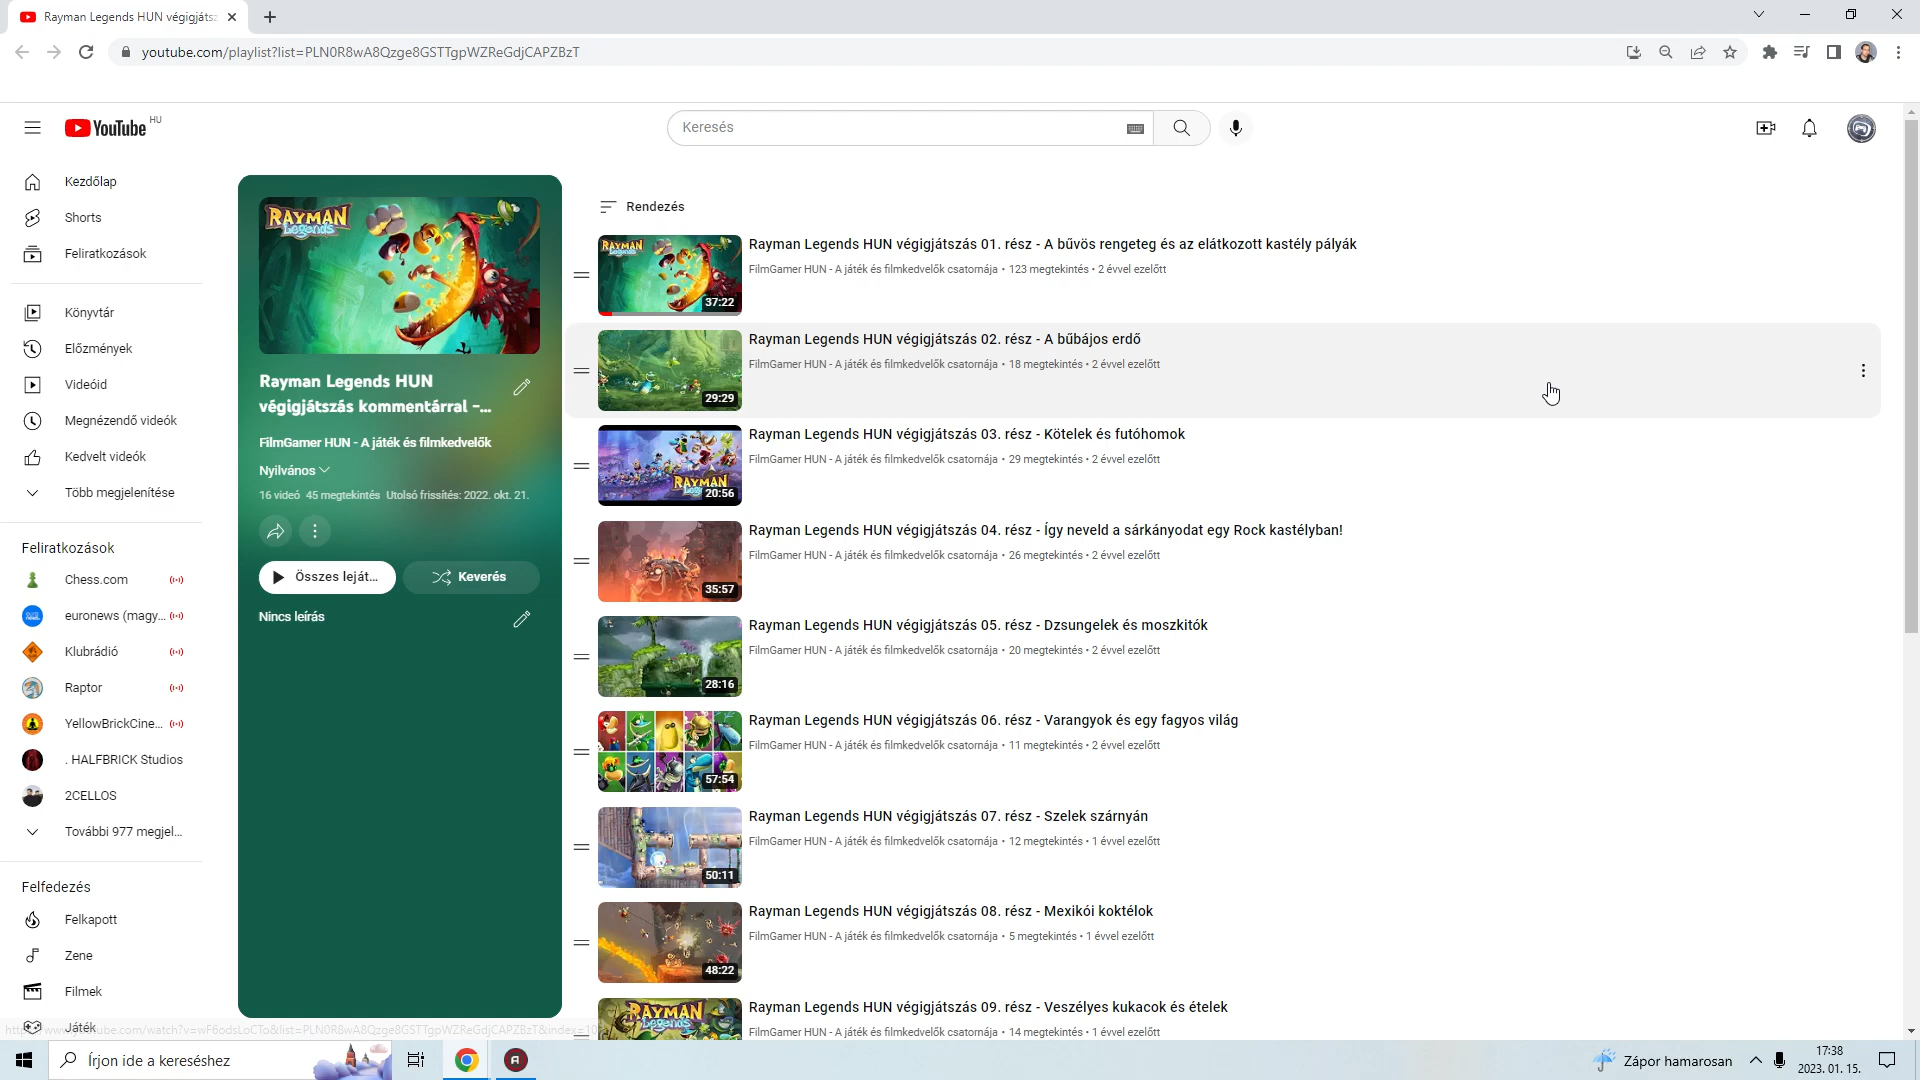 Rayman Legends HUN végigjátsz
youtube.com/playlist?list=PLN0R8wA8Qzge8GSTTgpWZReGdjCAPZBzT
YouTube HU
Keresés
Kezdőlap
Shorts
Feliratkozások
Könyvtár
Előzmények
Videóid
Megnézendő videók
Kedvelt videók
Több megjelenítése
Feliratkozások
Chess.com
euronews (magy...
Klubrádió
Raptor
YellowBrickCine...
. HALFBRICK Studios
2CELLOS
További 977 megjel...
Felfedezés
Felkapott
Zene
Filmek
Játék
RAYMAN
Legends
Rayman Legends HUN
végigjátszás kommentárral -...
FilmGamer HUN - A játék és filmkedvelők
Nyilvános
16 videó 45 megtekintés Utolsó frissítés: 2022. okt. 21.
Összes leját...
Keverés
Nincs leírás
Rendezés
RAYMAN
37:22
Rayman Legends HUN végigjátszás 01. rész - A bűvös rengeteg és az elátkozott kastély pályák
FilmGamer HUN - A játék és filmkedvelők csatornája • 123 megtekintés • 2 évvel ezelőtt
29:29
Rayman Legends HUN végigjátszás 02. rész - A bűbájos erdő
FilmGamer HUN - A játék és filmkedvelők csatornája • 18 megtekintés • 2 évvel ezelőtt
RAYMAN
20:56
Rayman Legends HUN végigjátszás 03. rész - Kötelek és futóhomok
FilmGamer HUN - A játék és filmkedvelők csatornája • 29 megtekintés • 2 évvel ezelőtt
35:57
Rayman Legends HUN végigjátszás 04. rész - Így neveld a sárkányodat egy Rock kastélyban!
FilmGamer HUN - A játék és filmkedvelők csatornája • 26 megtekintés • 2 évvel ezelőtt
28:16
Rayman Legends HUN végigjátszás 05. rész - Dzsungelek és moszkitók
FilmGamer HUN - A játék és filmkedvelők csatornája • 20 megtekintés • 2 évvel ezelőtt
57:54
Rayman Legends HUN végigjátszás 06. rész - Varangyok és egy fagyos világ
FilmGamer HUN - A játék és filmkedvelők csatornája • 11 megtekintés • 2 évvel ezelőtt
50:11
Rayman Legends HUN végigjátszás 07. rész - Szelek szárnyán
FilmGamer HUN - A játék és filmkedvelők csatornája • 12 megtekintés • 1 évvel ezelőtt
48:22
Rayman Legends HUN végigjátszás 08. rész - Mexikói koktélok
FilmGamer HUN - A játék és filmkedvelők csatornája • 5 megtekintés • 1 évvel ezelőtt
RAYMAN
Legends
Rayman Legends HUN végigjátszás 09. rész - Veszélyes kukacok és ételek
FilmGamer HUN - A játék és filmkedvelők csatornája • 14 megtekintés • 1 évvel ezelőtt
Írjon ide a kereséshez
Zápor hamarosan
17:38
2023. 01. 15.